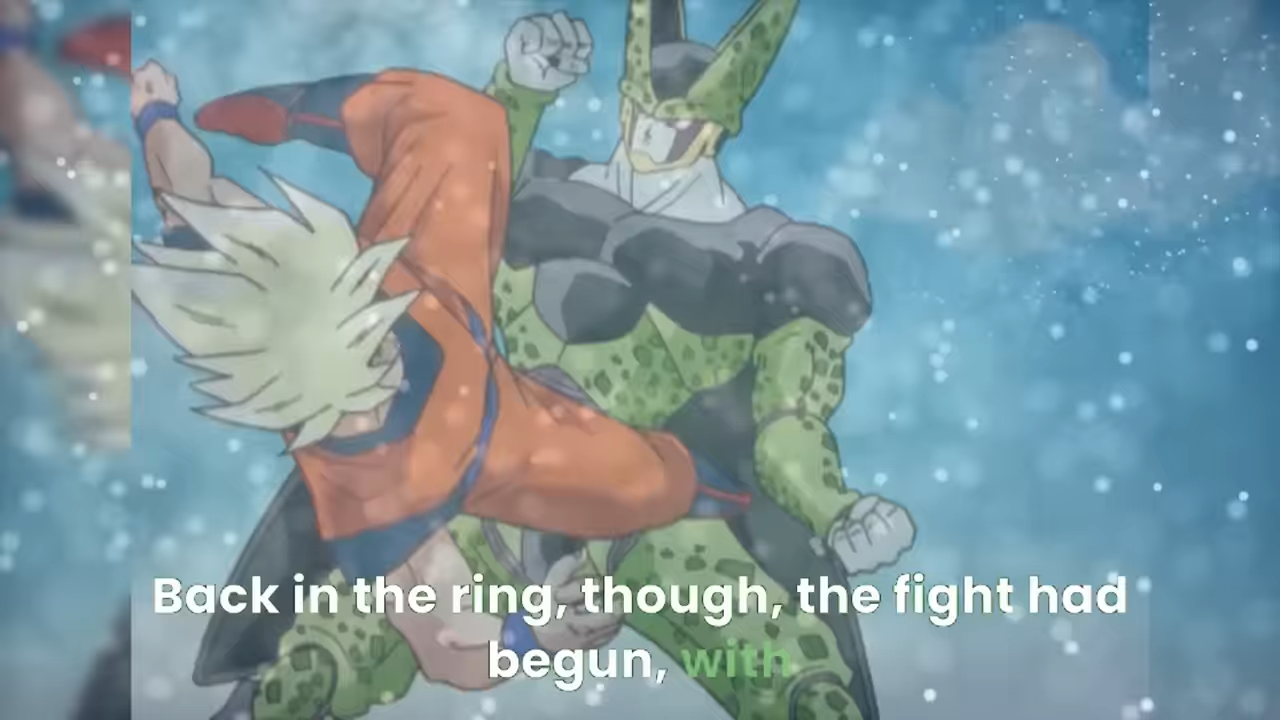 Back in the ring, though, the fight had
begun, with